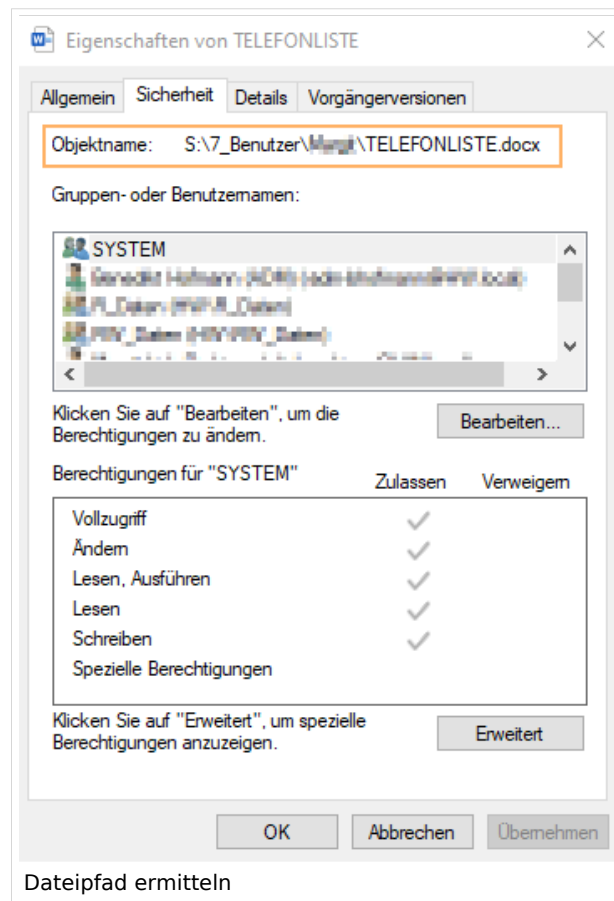 Eigenschaften von TELEFONLISTE
Allgemein Sicherheit Details Vorgängerversionen
Objektname: S:\7_Benutzer\ \TELEFONLISTE.docx
Gruppen- oder Benutzernamen:
SYSTEM
Klicken Sie auf "Bearbeiten", um die
Berechtigungen zu ändern.
Bearbeiten...
Berechtigungen für "SYSTEM" Zulassen Verweigern
Vollzugriff
Ändern
Lesen, Ausführen
Lesen
Schreiben
Spezielle Berechtigungen
Klicken Sie auf "Erweitert", um spezielle
Berechtigungen anzuzeigen.
Erweitert
OK Abbrechen Übernehmen
Dateipfad ermitteln